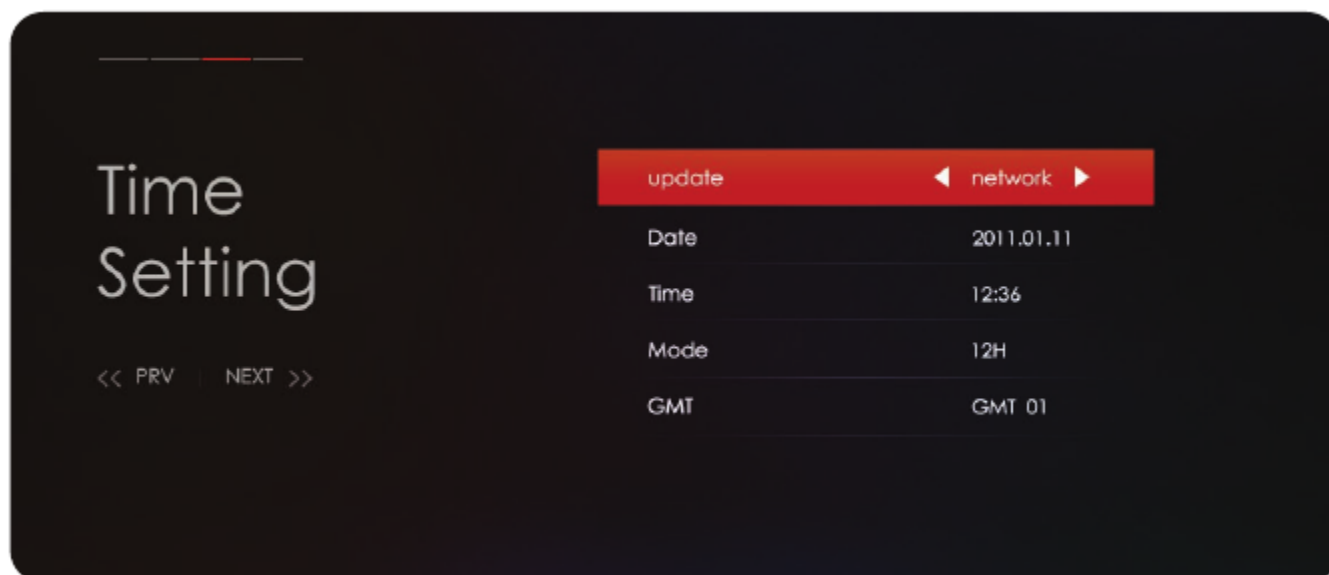 Time
Setting
<< PRV | NEXT >>
update ◀ network ▶
Date 2011.01.11
Time 12:36
Mode 12H
GMT GMT 01